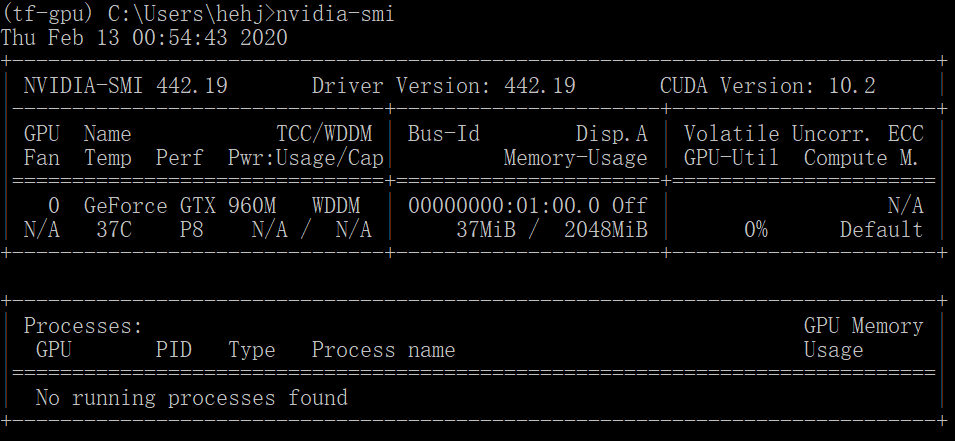 (tf-gpu) C:\Users\hehj>nvidia-smi
Thu Feb 13 00:54:43 2020
+-----------------------------------------------------------------------------+
| NVIDIA-SMI 442.19       Driver Version: 442.19       CUDA Version: 10.2     |
|-------------------------------+----------------------+----------------------+
| GPU  Name            TCC/WDDM | Bus-Id        Disp.A | Volatile Uncorr. ECC |
| Fan  Temp  Perf  Pwr:Usage/Cap|         Memory-Usage | GPU-Util  Compute M. |
|===============================+======================+======================|
|   0  GeForce GTX 960M   WDDM  | 00000000:01:00.0 Off |                  N/A |
| N/A   37C    P8    N/A /  N/A |     37MiB /  2048MiB |      0%      Default |
+-------------------------------+----------------------+----------------------+
+-----------------------------------------------------------------------------+
| Processes:                                                       GPU Memory |
|  GPU       PID   Type   Process name                             Usage      |
|=============================================================================|
|  No running processes found                                                 |
+-----------------------------------------------------------------------------+